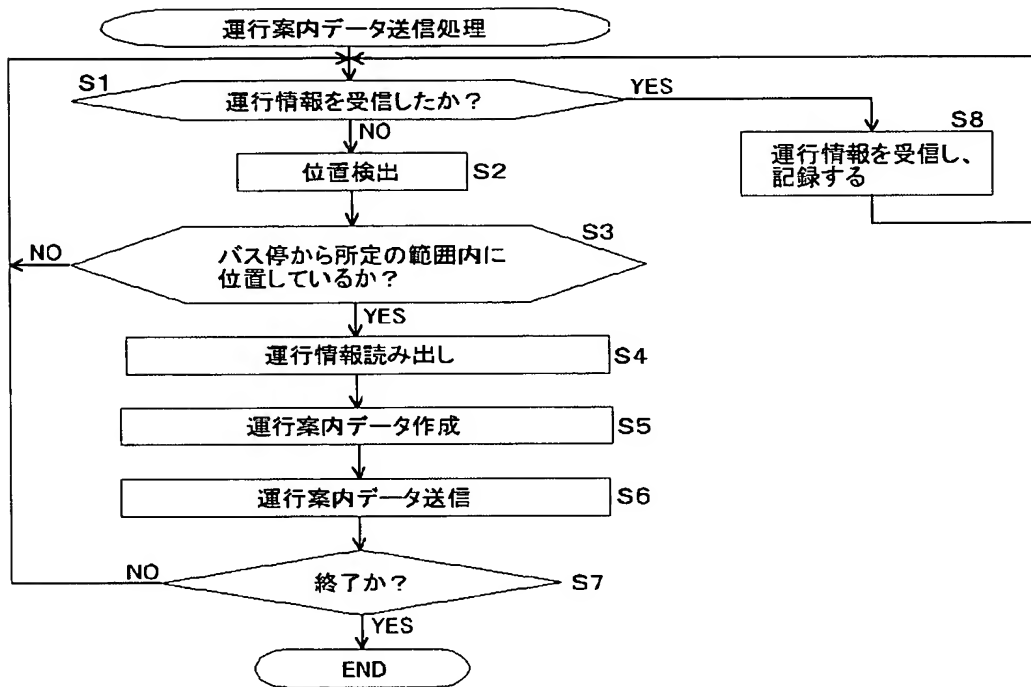 運行案内データ送信処理
S1
運行情報を受信したか？
YES
NO
S8
運行情報を受信し、
記録する
位置検出
S2
S3
バス停から所定の範囲内に
位置しているか？
NO
YES
運行情報読み出し
S4
運行案内データ作成
S5
運行案内データ送信
S6
終了か？
S7
NO
YES
END